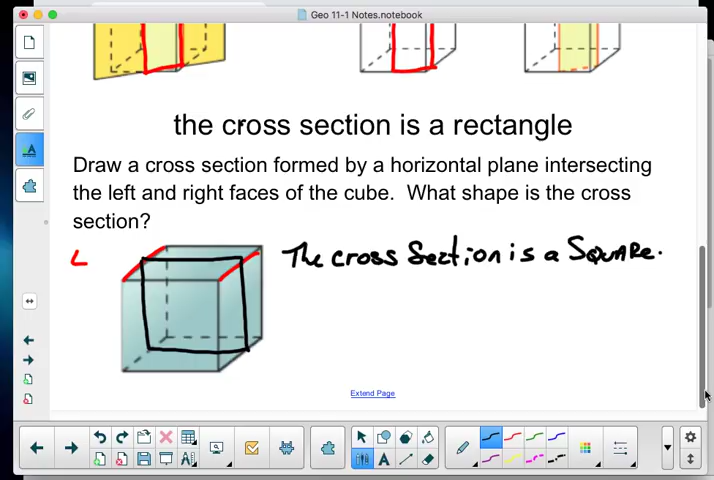 Geo 11-1 Notes.notebook
the cross section is a rectangle
Draw a cross section formed by a horizontal plane intersecting
the left and right faces of the cube. What shape is the cross
section?
The cross Section is a SQUARE.
L
Extend Page